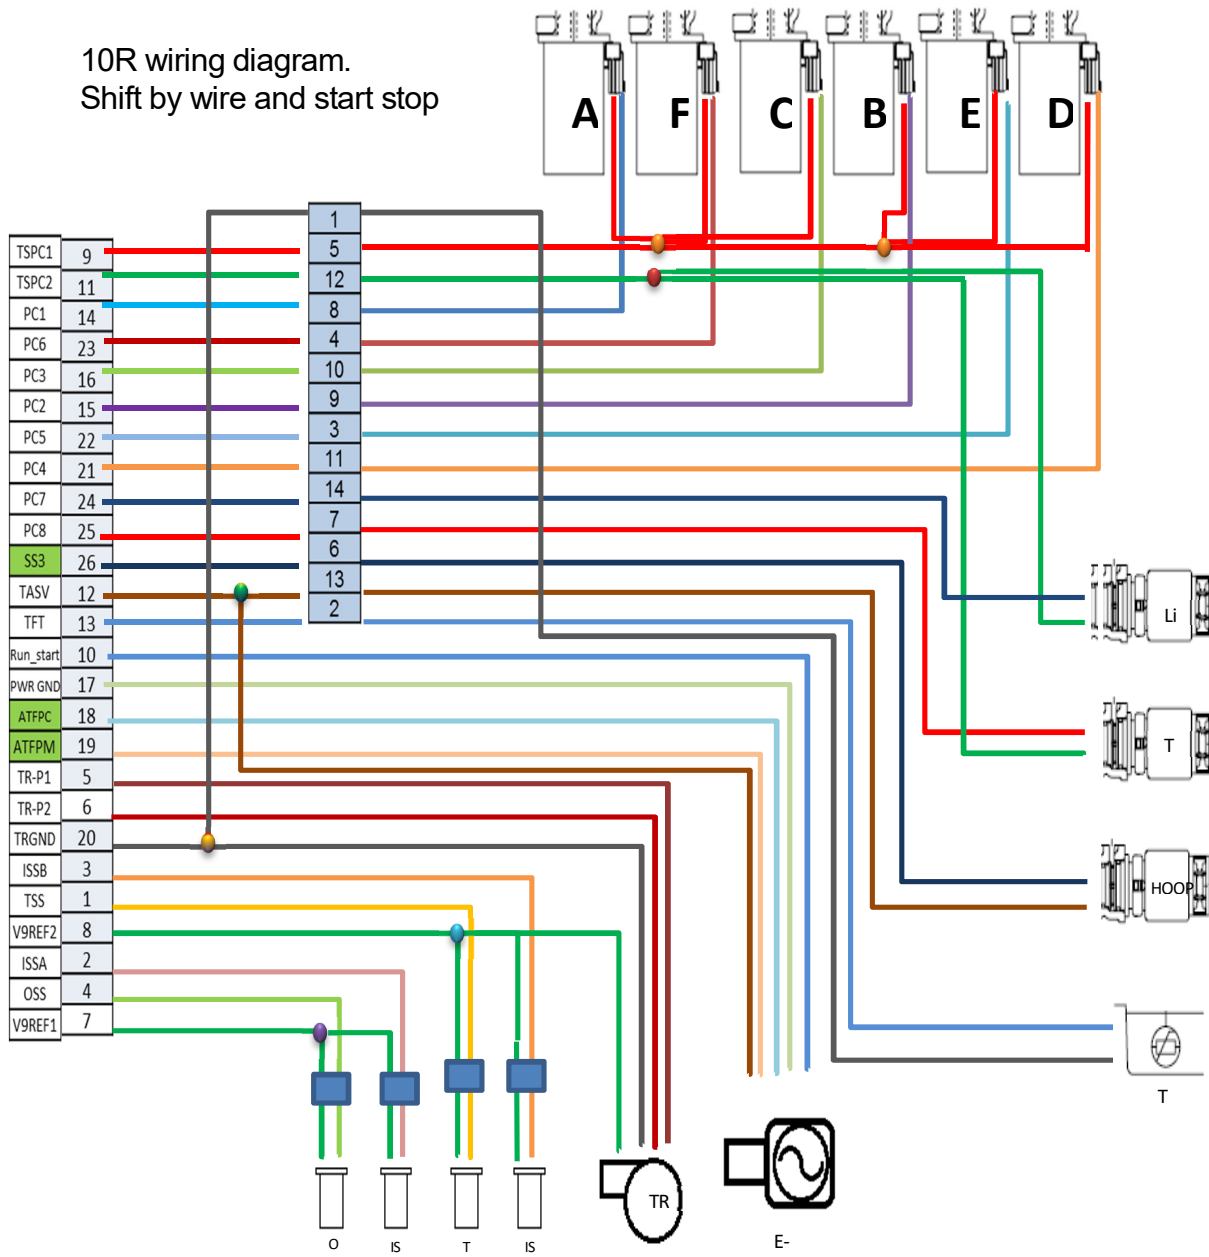 10R wiring diagram.
Shift by wire and start stop
A F C B E D
TSPC1 9
TSPC2 11
PC1 14
PC6 23
PC3 16
PC2 15
PC5 22
PC4 21
PC7 24
PC8 25
SS3 26
TASV 12
TFT 13
Run_start 10
PWR GND 17
ATFPC 18
ATFPM 19
TR-P1 5
TR-P2 6
TRGND 20
ISSB 3
TSS 1
V9REF2 8
ISSA 2
OSS 4
V9REF1 7
1
5
12
8
4
10
9
3
11
14
7
6
13
2
Li
T
HOOP
T
TR
E-
O IS T IS